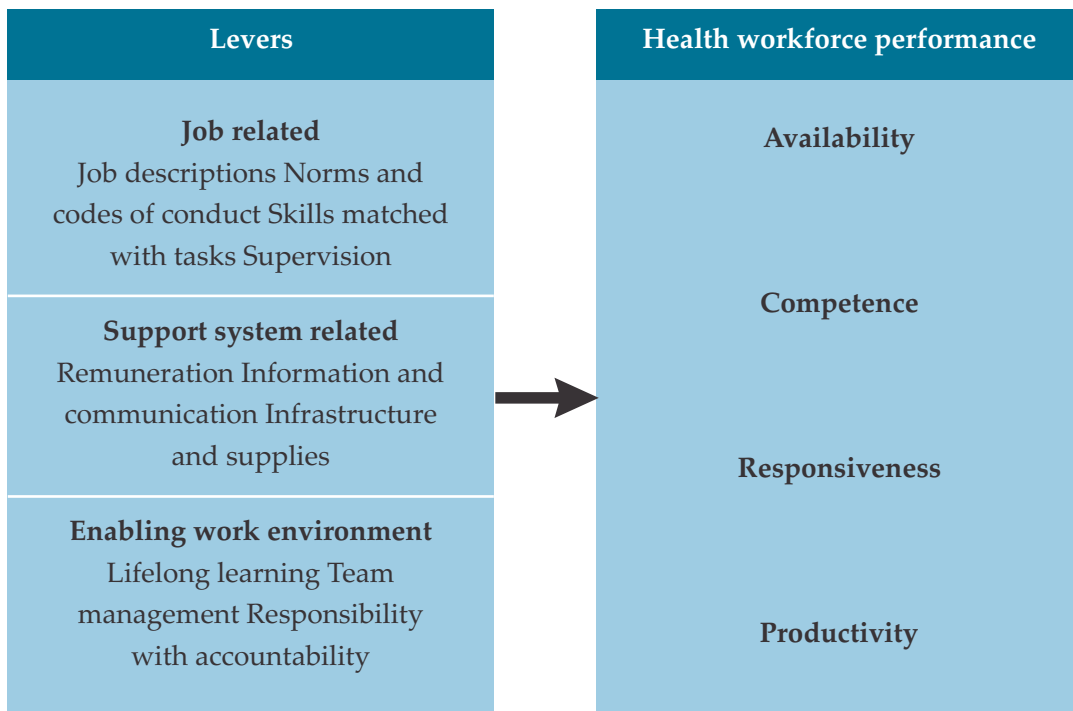 Levers
Job related
Job descriptions Norms and
codes of conduct Skills matched
with tasks Supervision
Support system related
Remuneration Information and
communication Infrastructure
and supplies
Enabling work environment
Lifelong learning Team
management Responsibility
with accountability
Health workforce performance
Availability
Competence
Responsiveness
Productivity